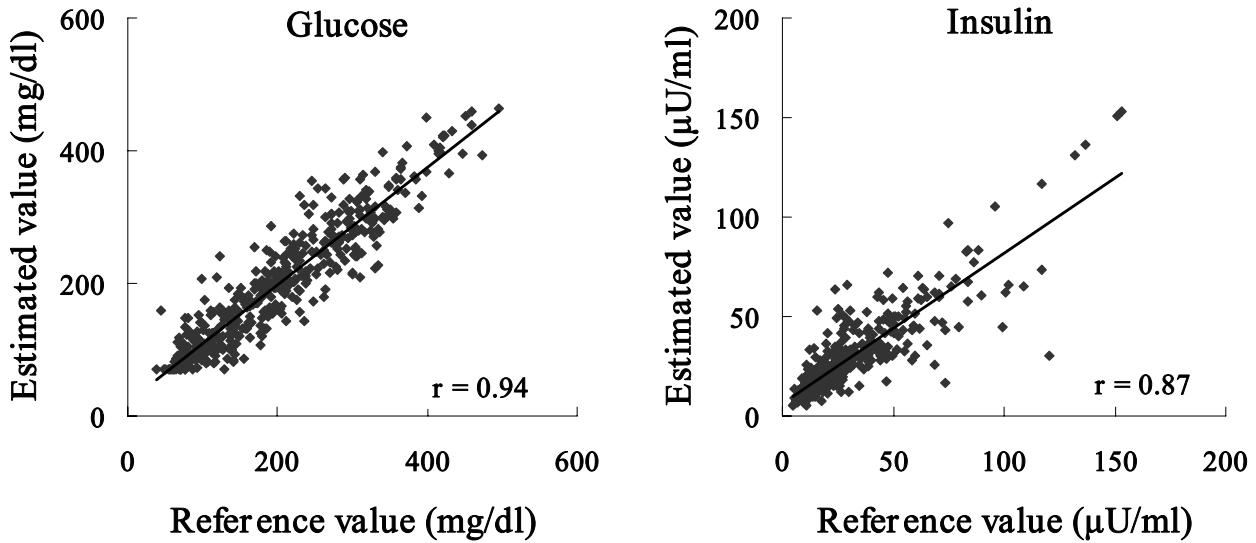 Glucose
Estimated value (mg/dl)
600
400
200
0
r = 0.94
0 200 400 600
Reference value (mg/dl)
Insulin
Estimated value (μU/ml)
200
150
100
50
0
r = 0.87
0 50 100 150 200
Reference value (μU/ml)